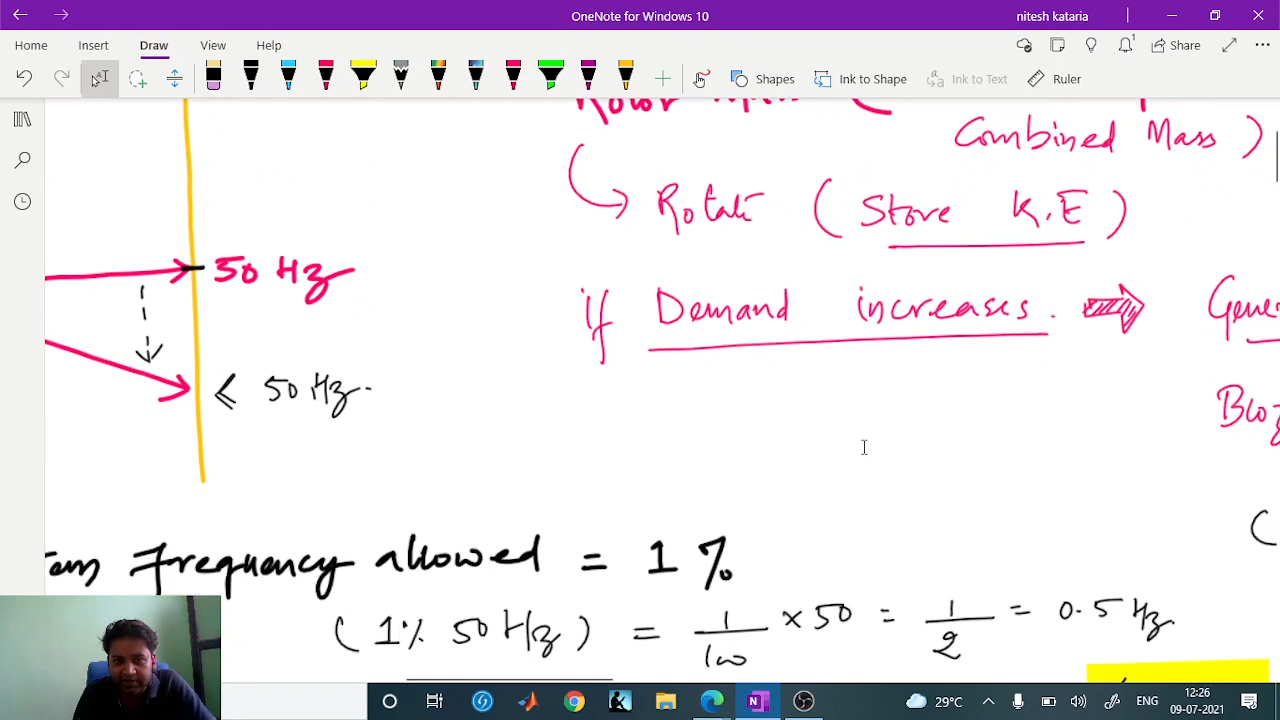 OneNote for Windows 10
nitesh kataria
Home Insert Draw View Help
Share
Shapes
Ink to Shape
Ink to Text
Ruler
Combined Mass )
Rotate ( Store K.E )
50 Hz
if Demand increases.
< 50 Hz.
Frequency allowed = 1 %
( 1% 50 Hz ) = 1/100 × 50 = 1/2 = 0.5 Hz
29°C
ENG
12:26
09-07-2021